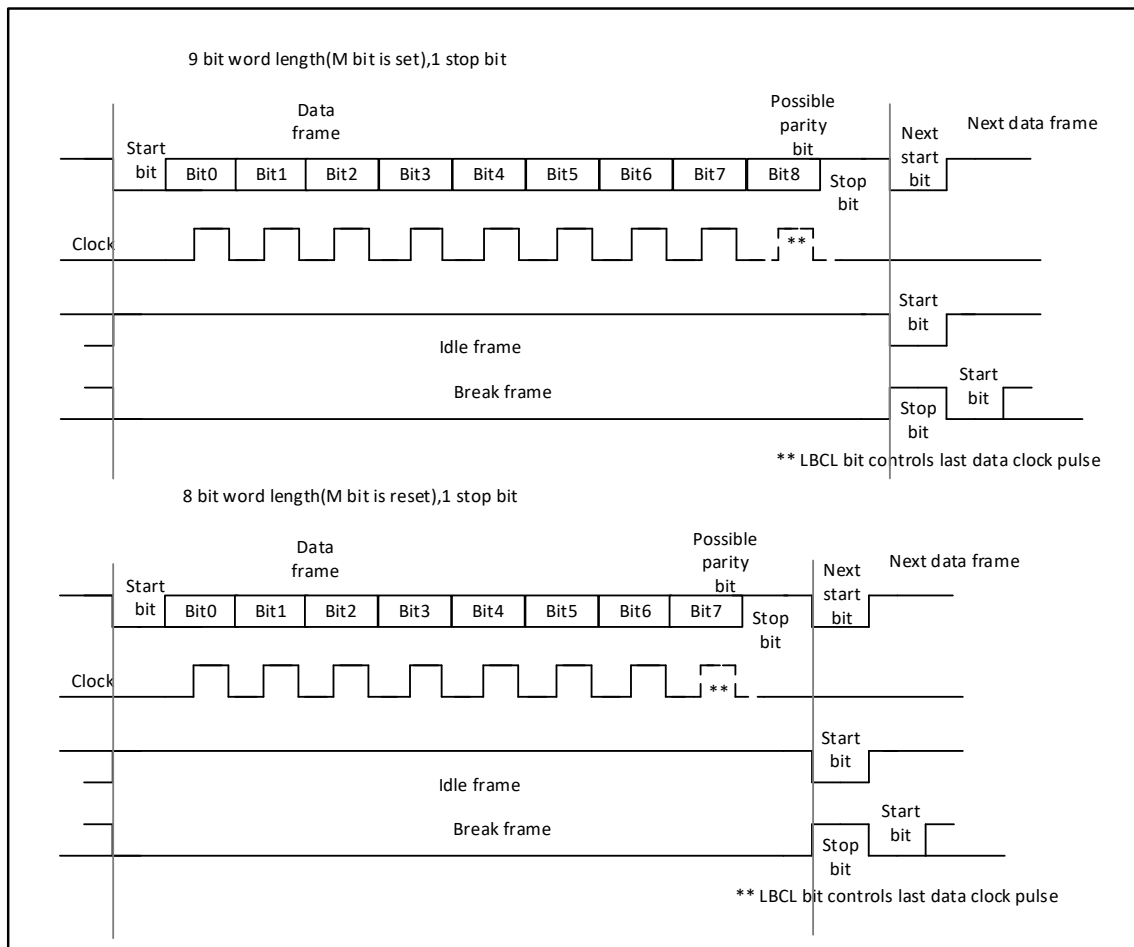 9 bit word length(M bit is set),1 stop bit
Data
frame
Possible
parity
bit
Start
bit
Next
start
bit
Next data frame
Bit0 Bit1 Bit2 Bit3 Bit4 Bit5 Bit6 Bit7 Bit8
Stop
bit
Clock
**
Start
bit
Idle frame
Break frame
Start
bit
Stop
bit
** LBCL bit controls last data clock pulse
8 bit word length(M bit is reset),1 stop bit
Data
frame
Possible
parity
bit
Start
bit
Next
start
bit
Next data frame
Bit0 Bit1 Bit2 Bit3 Bit4 Bit5 Bit6 Bit7
Stop
bit
Clock
**
Start
bit
Idle frame
Break frame
Start
bit
Stop
bit
** LBCL bit controls last data clock pulse